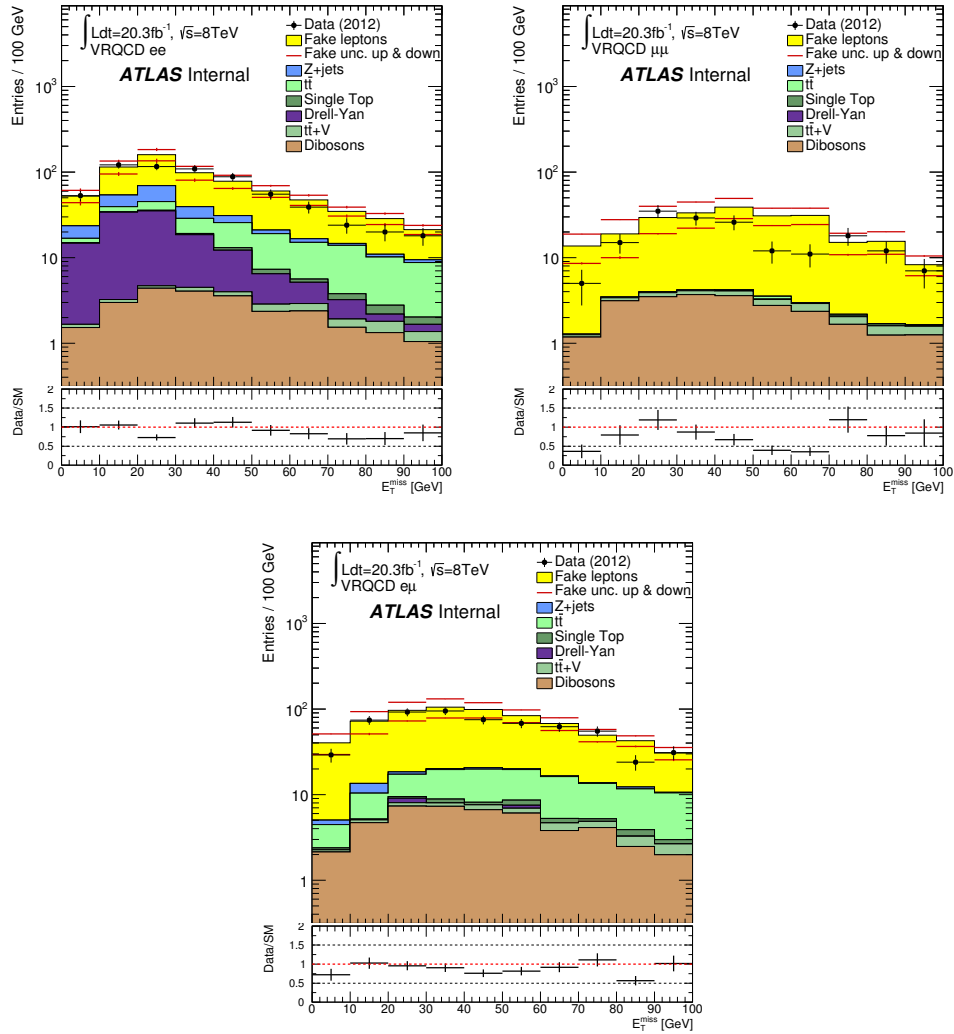 ∫Ldt=20.3fb⁻¹, √s=8TeV
VRQCD ee
ATLAS Internal
Data (2012)
Fake leptons
Fake unc. up & down
Z+jets
tt̄
Single Top
Drell-Yan
tt̄+V
Dibosons
Entries / 100 GeV
10³
10²
10
1
Data/SM
2
1.5
1
0.5
0
0 10 20 30 40 50 60 70 80 90 100
E_T^miss [GeV]
∫Ldt=20.3fb⁻¹, √s=8TeV
VRQCD μμ
ATLAS Internal
Data (2012)
Fake leptons
Fake unc. up & down
Z+jets
tt̄
Single Top
Drell-Yan
tt̄+V
Dibosons
Entries / 100 GeV
10³
10²
10
1
Data/SM
2
1.5
1
0.5
0
0 10 20 30 40 50 60 70 80 90 100
E_T^miss [GeV]
∫Ldt=20.3fb⁻¹, √s=8TeV
VRQCD eμ
ATLAS Internal
Data (2012)
Fake leptons
Fake unc. up & down
Z+jets
tt̄
Single Top
Drell-Yan
tt̄+V
Dibosons
Entries / 100 GeV
10³
10²
10
1
Data/SM
2
1.5
1
0.5
0
0 10 20 30 40 50 60 70 80 90 100
E_T^miss [GeV]